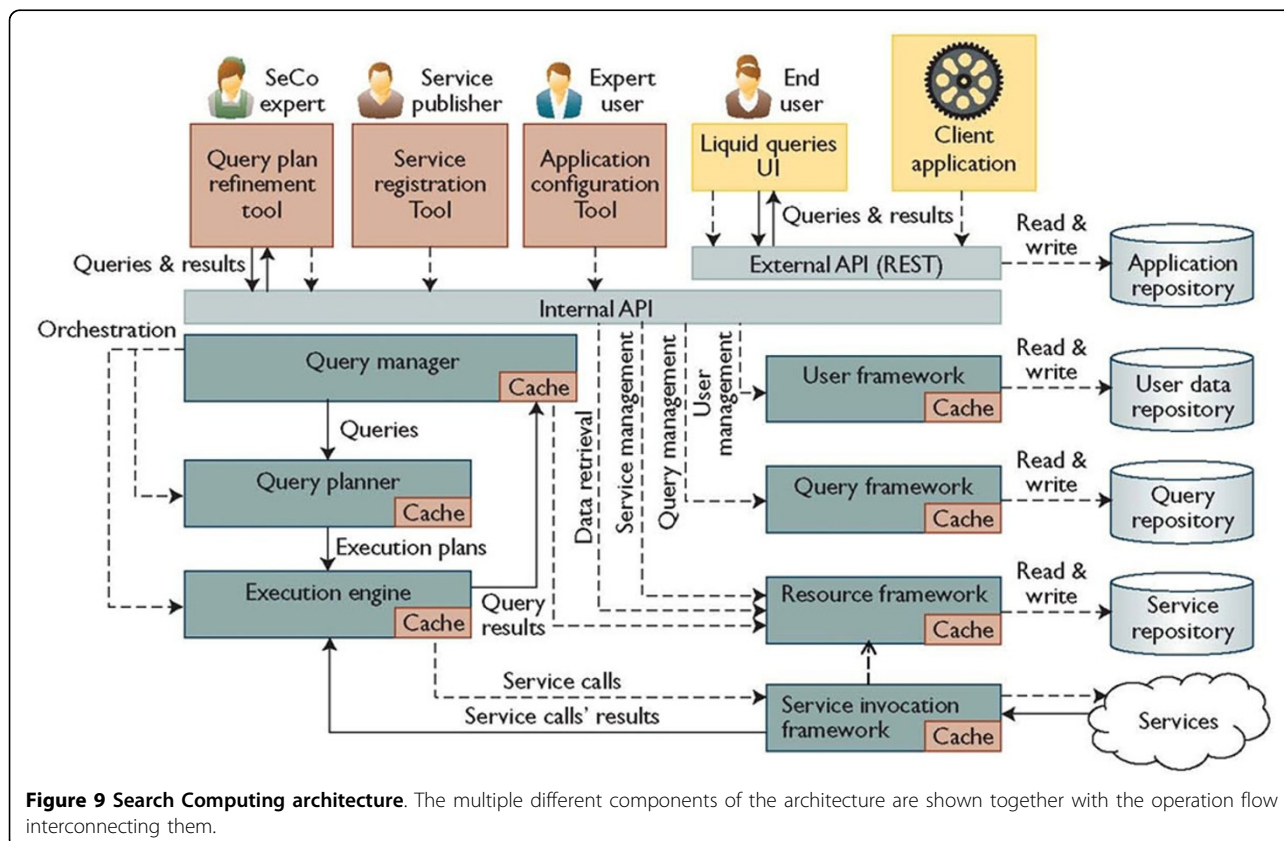 SeCo
expert
Service
publisher
Expert
user
End
user
Query plan
refinement
tool
Service
registration
Tool
Application
configuration
Tool
Liquid queries
UI
Client
application
Queries & results
Queries & results
External API (REST)
Read &
write
Application
repository
Internal API
Orchestration
Query manager
Cache
Queries
Query planner
Cache
Execution plans
Execution engine
Cache
Query
results
Data retrieval
Service management
Query management
User
management
User framework
Cache
Read &
write
User data
repository
Query framework
Cache
Read &
write
Query
repository
Resource framework
Cache
Read &
write
Service
repository
Service calls
Service calls' results
Service invocation
framework
Cache
Services
Figure 9 Search Computing architecture. The multiple different components of the architecture are shown together with the operation flow
interconnecting them.